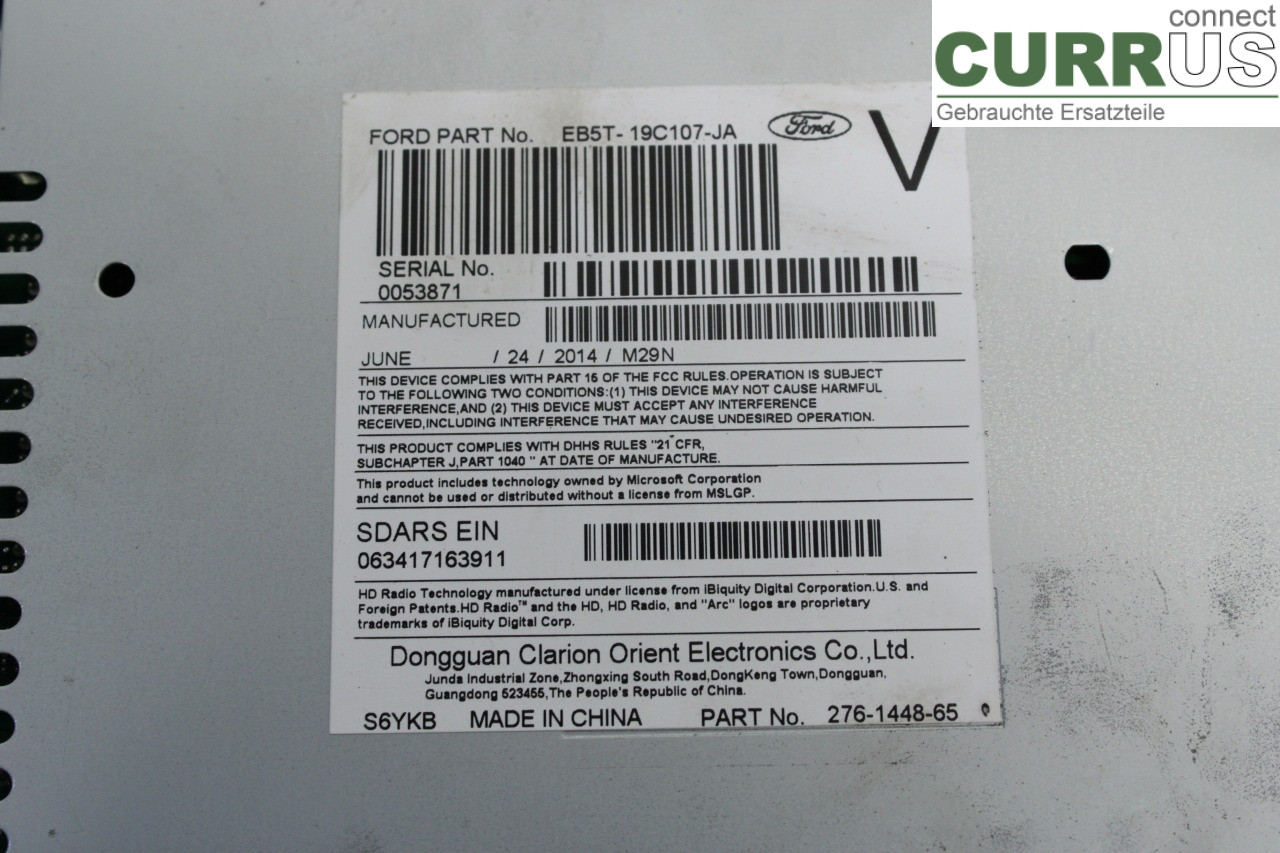 connect
CURRUS
Gebrauchte Ersatzteile
FORD PART No. EB5T-19C107-JA Ford V
SERIAL No.
0053871
MANUFACTURED
JUNE / 24 / 2014 / M29N
THIS DEVICE COMPLIES WITH PART 15 OF THE FCC RULES.OPERATION IS SUBJECT
TO THE FOLLOWING TWO CONDITIONS:(1) THIS DEVICE MAY NOT CAUSE HARMFUL
INTERFERENCE,AND (2) THIS DEVICE MUST ACCEPT ANY INTERFERENCE
RECEIVED,INCLUDING INTERFERENCE THAT MAY CAUSE UNDESIRED OPERATION.
THIS PRODUCT COMPLIES WITH DHHS RULES "21 CFR,
SUBCHAPTER J,PART 1040 " AT DATE OF MANUFACTURE.
This product includes technology owned by Microsoft Corporation
and cannot be used or distributed without a license from MSLGP.
SDARS EIN
063417163911
HD Radio Technology manufactured under license from iBiquity Digital Corporation.U.S. and
Foreign Patents.HD Radio™ and the HD, HD Radio, and "Arc" logos are proprietary
trademarks of iBiquity Digital Corp.
Dongguan Clarion Orient Electronics Co.,Ltd.
Junda Industrial Zone,Zhongxing South Road,DongKeng Town,Dongguan,
Guangdong 523455,The People's Republic of China.
S6YKB MADE IN CHINA PART No. 276-1448-65